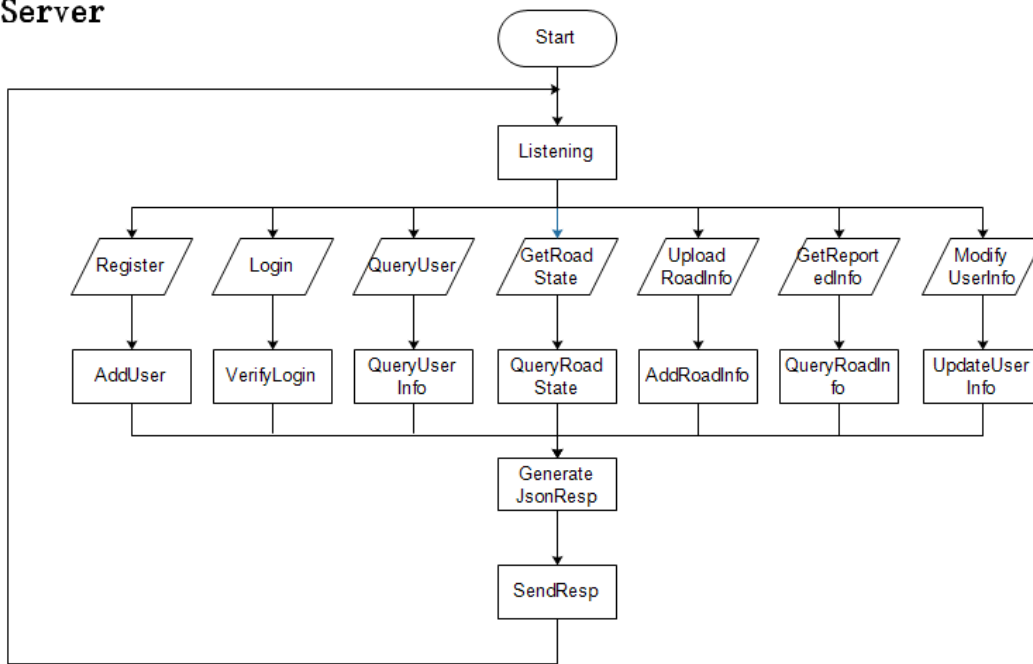 Server
Start
Listening
Register
Login
QueryUser
GetRoad
State
Upload
RoadInfo
GetReport
edInfo
Modify
UserInfo
AddUser
VerifyLogin
QueryUser
Info
QueryRoad
State
AddRoadInfo
QueryRoadIn
fo
UpdateUser
Info
Generate
JsonResp
SendResp